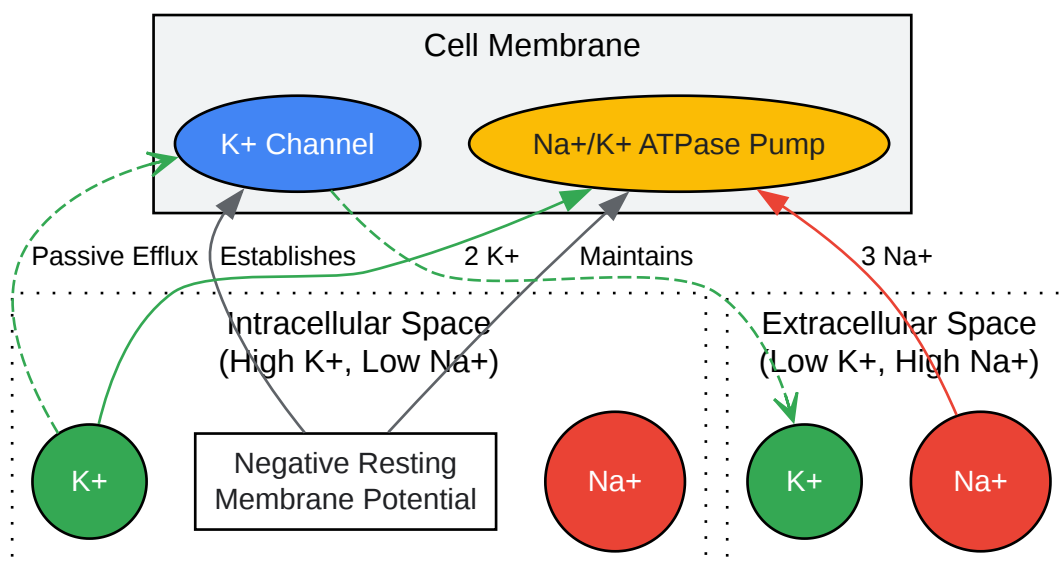 Cell Membrane
K+ Channel
Na+/K+ ATPase Pump
Passive Efflux
Establishes
2 K+
Maintains
3 Na+
Intracellular Space
(High K+, Low Na+)
Extracellular Space
(Low K+, High Na+)
K+
Negative Resting
Membrane Potential
Na+
K+
Na+